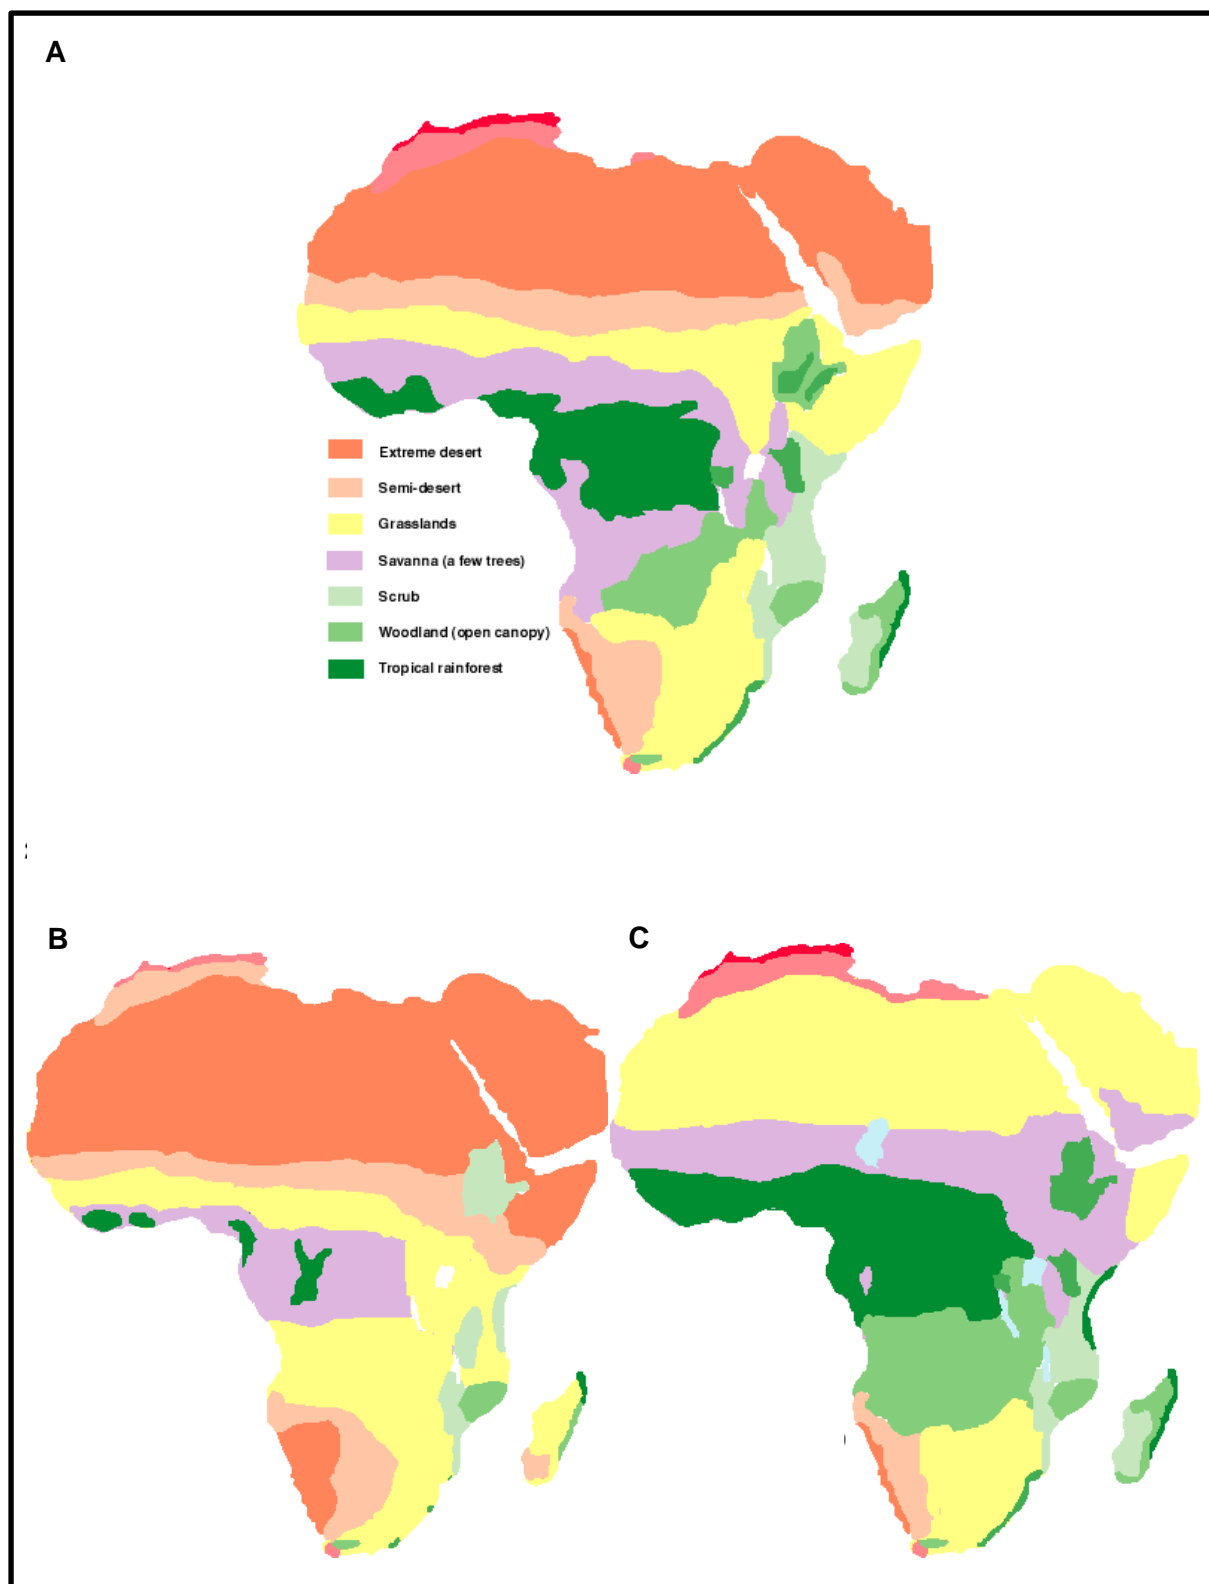 A
Extreme desert
Semi-desert
Grasslands
Savanna (a few trees)
Scrub
Woodland (open canopy)
Tropical rainforest
B
C